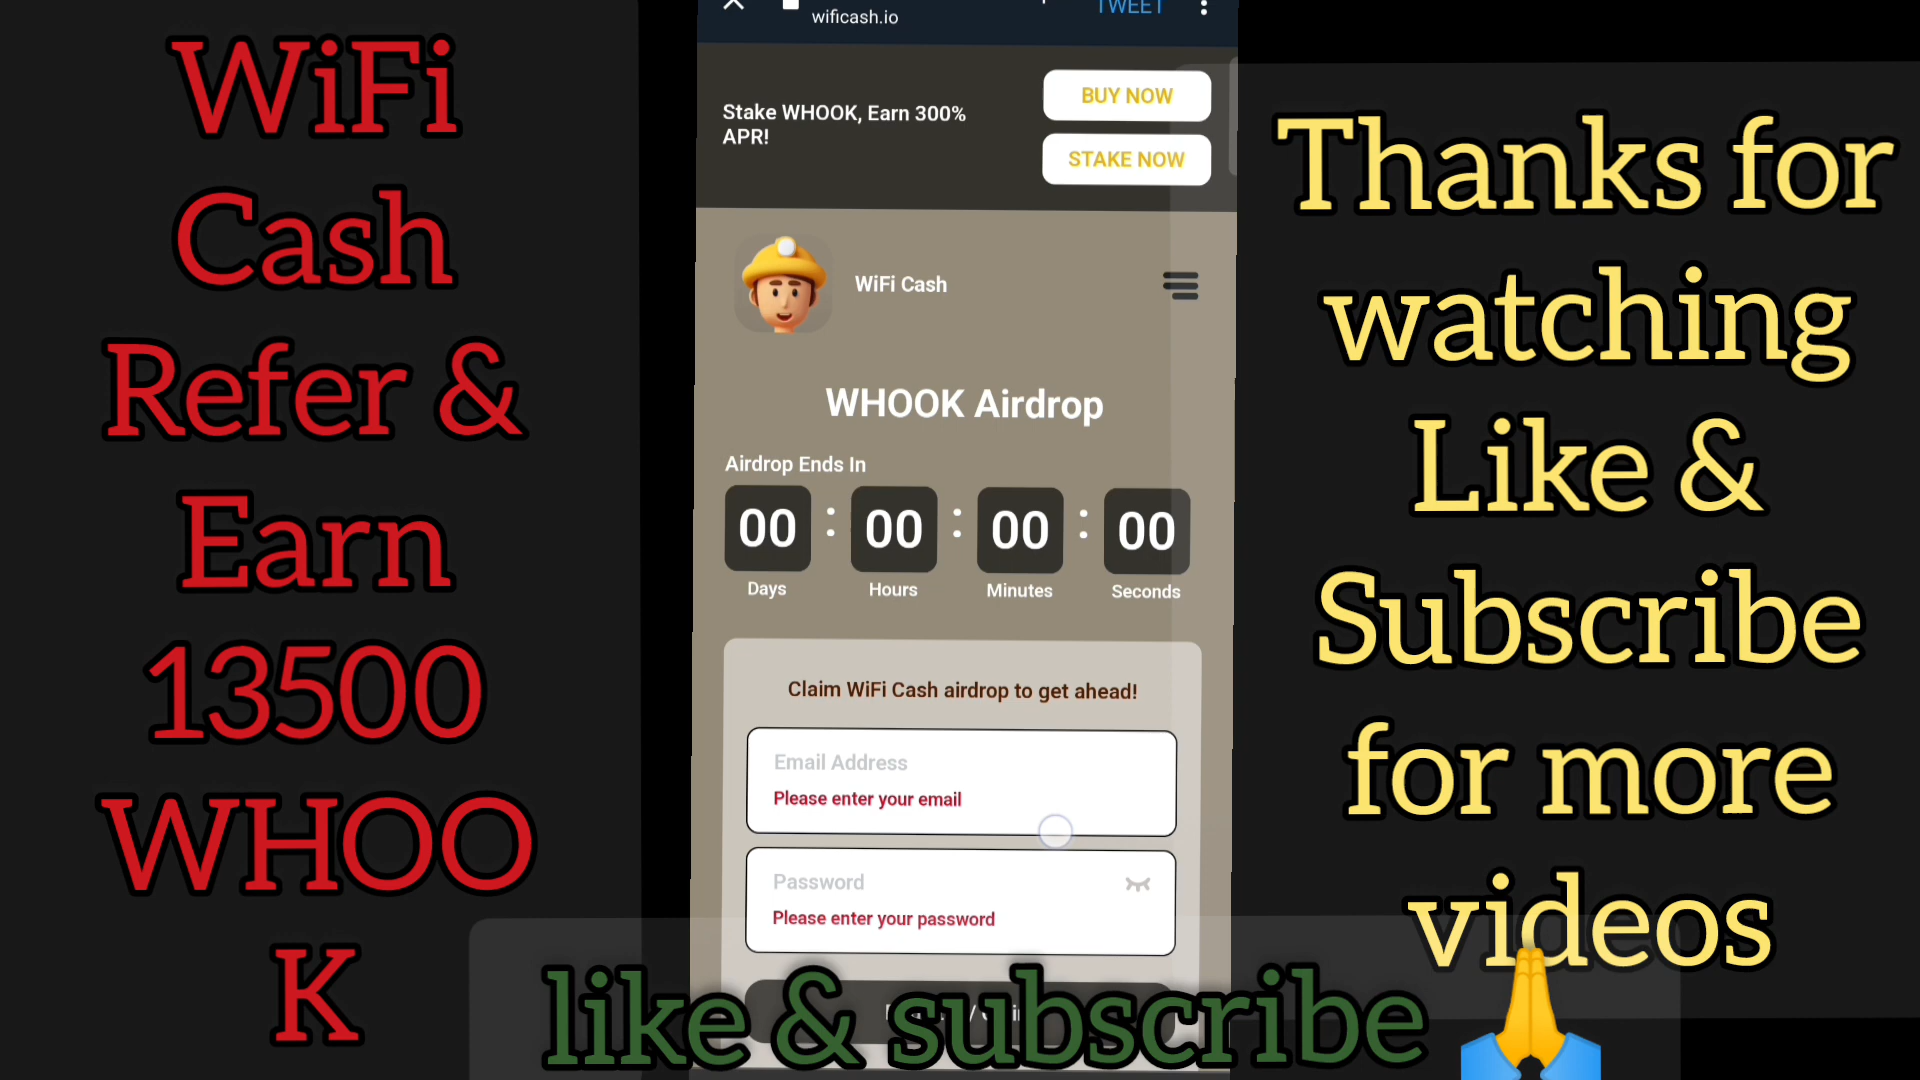 WiFi
Cash
Refer &
Earn
13500
WHOO
K
wificash.io
TWEET
Stake WHOOK, Earn 300%
APR!
BUY NOW
STAKE NOW
WiFi Cash
WHOOK Airdrop
Airdrop Ends In
00 : 00 : 00 : 00
Days Hours Minutes Seconds
Claim WiFi Cash airdrop to get ahead!
Email Address
Please enter your email
Password
Please enter your password
like & subscribe 🙏
Thanks for
watching
Like &
Subscribe
for more
videos